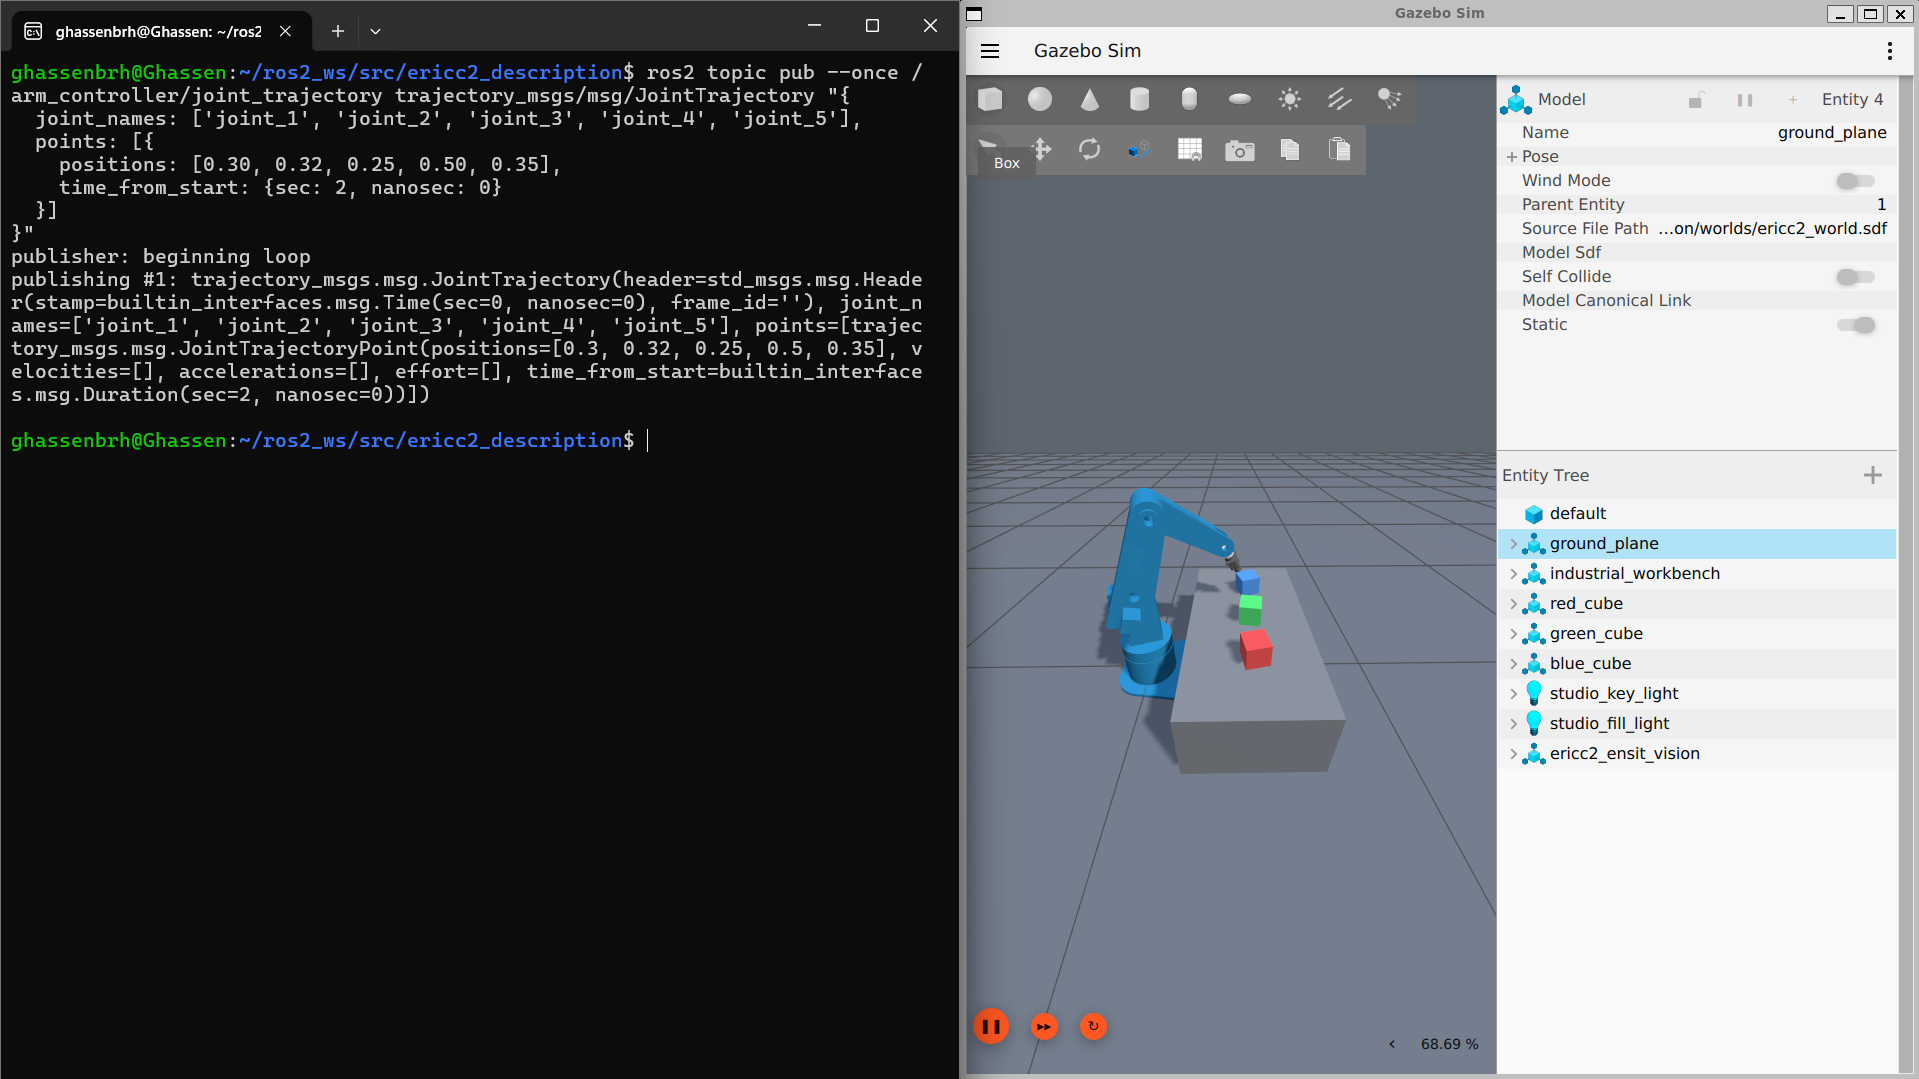 ghassenbrh@Ghassen: ~/ros2
ghassenbrh@Ghassen:~/ros2_ws/src/ericc2_description$ ros2 topic pub --once /
arm_controller/joint_trajectory trajectory_msgs/msg/JointTrajectory "{
  joint_names: ['joint_1', 'joint_2', 'joint_3', 'joint_4', 'joint_5'],
  points: [{
    positions: [0.30, 0.32, 0.25, 0.50, 0.35],
    time_from_start: {sec: 2, nanosec: 0}
  }]
}"
publisher: beginning loop
publishing #1: trajectory_msgs.msg.JointTrajectory(header=std_msgs.msg.Heade
r(stamp=builtin_interfaces.msg.Time(sec=0, nanosec=0), frame_id=''), joint_n
ames=['joint_1', 'joint_2', 'joint_3', 'joint_4', 'joint_5'], points=[trajec
tory_msgs.msg.JointTrajectoryPoint(positions=[0.3, 0.32, 0.25, 0.5, 0.35], v
elocities=[], accelerations=[], effort=[], time_from_start=builtin_interface
s.msg.Duration(sec=2, nanosec=0))])
ghassenbrh@Ghassen:~/ros2_ws/src/ericc2_description$
Gazebo Sim
Gazebo Sim
Box
68.69 %
Model Entity 4
Name ground_plane
Pose
Wind Mode
Parent Entity 1
Source File Path ...on/worlds/ericc2_world.sdf
Model Sdf
Self Collide
Model Canonical Link
Static
Entity Tree
default
ground_plane
industrial_workbench
red_cube
green_cube
blue_cube
studio_key_light
studio_fill_light
ericc2_ensit_vision